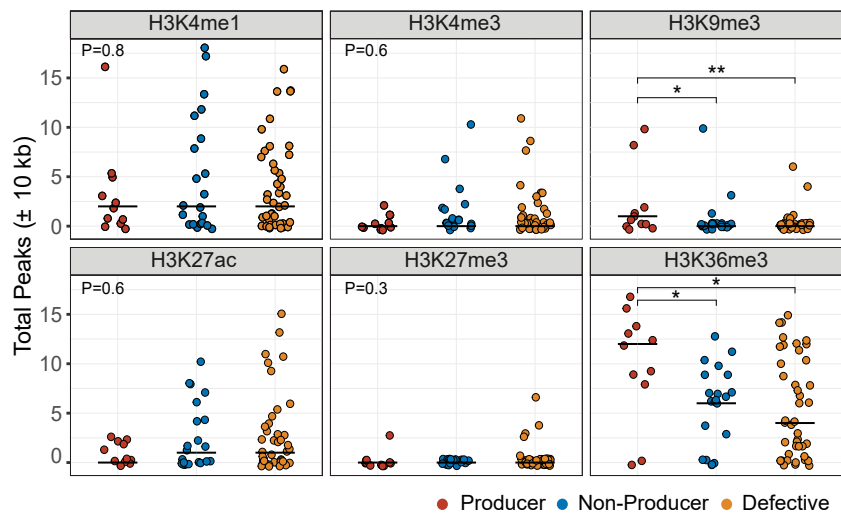 H3K4me1 H3K4me3 H3K9me3
P=0.8 P=0.6
** 
*
15
10
5
0
H3K27ac H3K27me3 H3K36me3
P=0.6 P=0.3
*
*
15
10
5
0
Total Peaks (± 10 kb)
Producer Non-Producer Defective